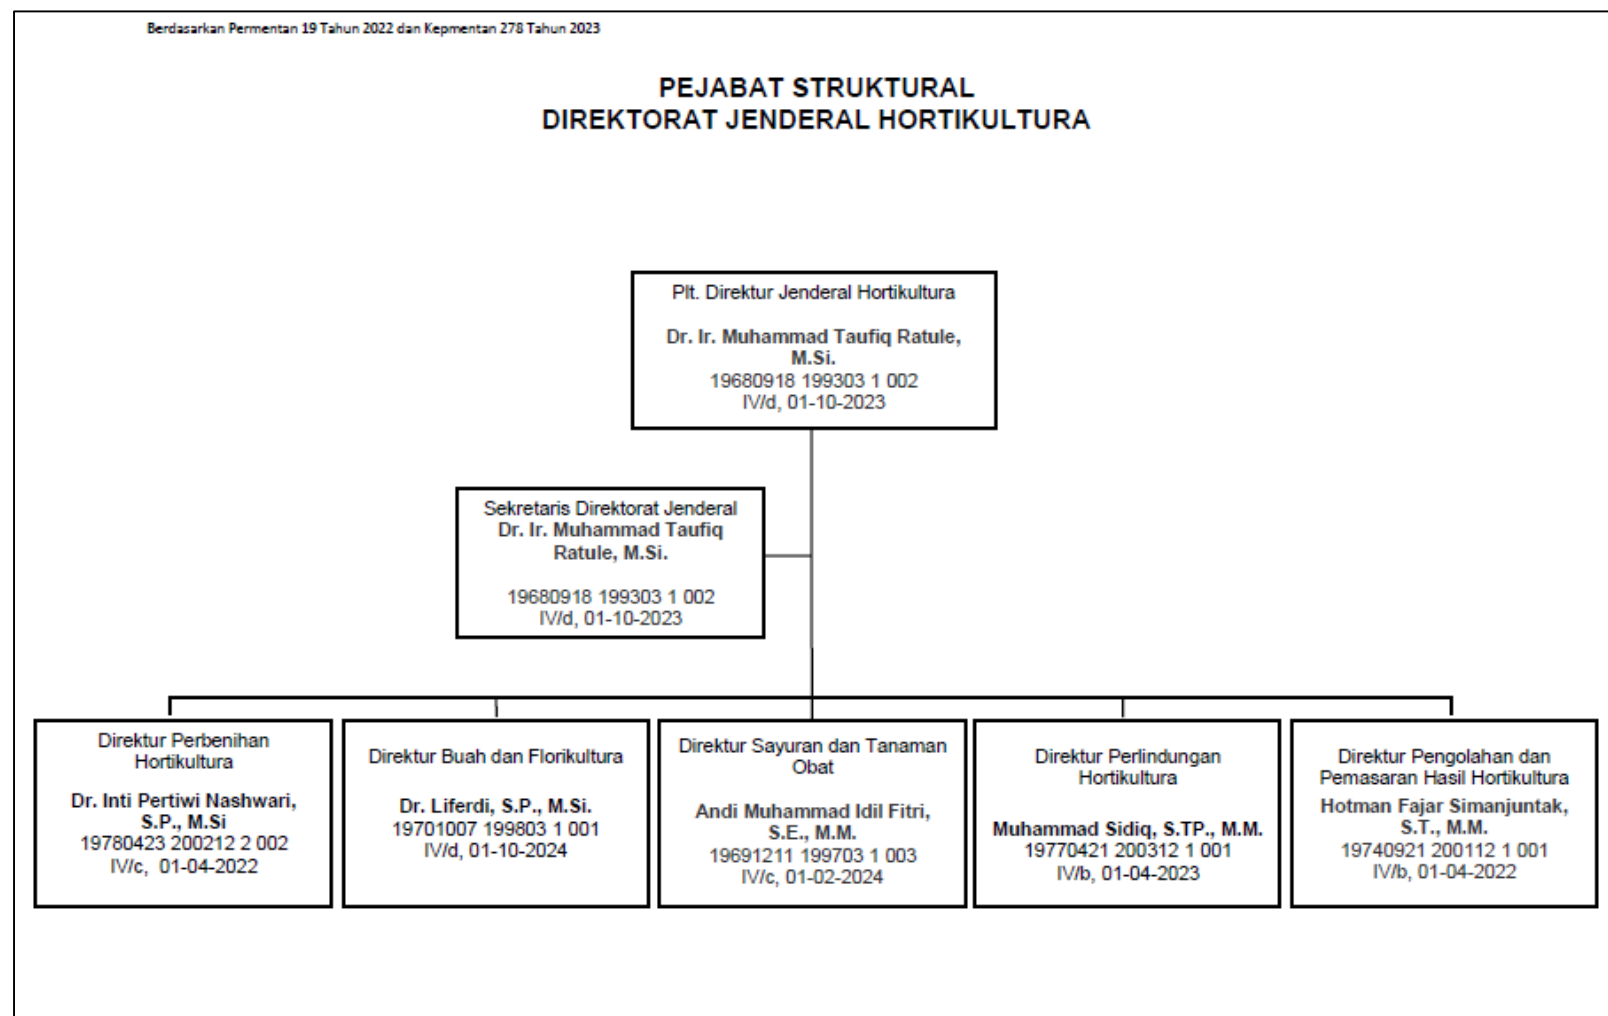 Berdasarkan Permentan 19 Tahun 2022 dan Kepmentan 278 Tahun 2023
PEJABAT STRUKTURAL
DIREKTORAT JENDERAL HORTIKULTURA
Plt. Direktur Jenderal Hortikultura
Dr. Ir. Muhammad Taufiq Ratule,
M.Si.
19680918 199303 1 002
IV/d, 01-10-2023
Sekretaris Direktorat Jenderal
Dr. Ir. Muhammad Taufiq
Ratule, M.Si.
19680918 199303 1 002
IV/d, 01-10-2023
Direktur Perbenihan
Hortikultura
Dr. Inti Pertiwi Nashwari,
S.P., M.Si
19780423 200212 2 002
IV/c, 01-04-2022
Direktur Buah dan Florikultura
Dr. Liferdi, S.P., M.Si.
19701007 199803 1 001
IV/d, 01-10-2024
Direktur Sayuran dan Tanaman
Obat
Andi Muhammad Idil Fitri,
S.E., M.M.
19691211 199703 1 003
IV/c, 01-02-2024
Direktur Perlindungan
Hortikultura
Muhammad Sidiq, S.TP., M.M.
19770421 200312 1 001
IV/b, 01-04-2023
Direktur Pengolahan dan
Pemasaran Hasil Hortikultura
Hotman Fajar Simanjuntak,
S.T., M.M.
19740921 200112 1 001
IV/b, 01-04-2022